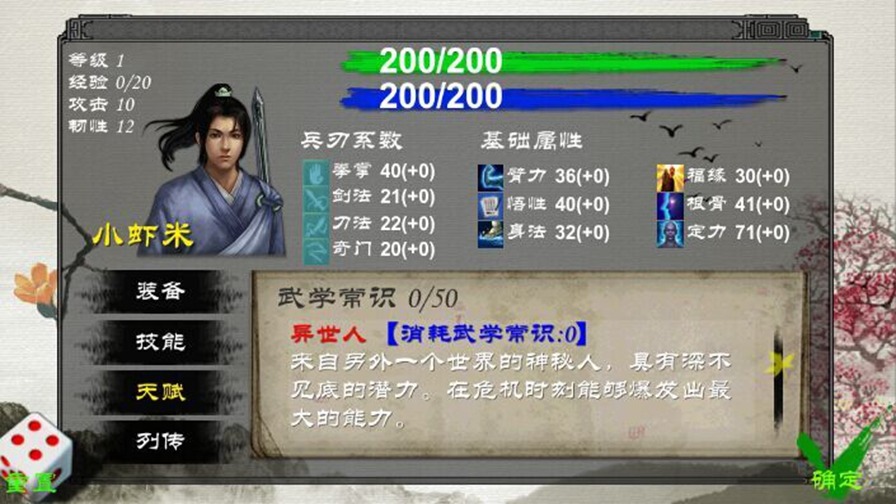 等级 1
经验 0/20
攻击 10
韧性 12
200/200
200/200
小虾米
兵刃系数
拳掌 40(+0)
剑法 21(+0)
刀法 22(+0)
奇门 20(+0)
基础属性
臂力 36(+0)
悟性 40(+0)
身法 32(+0)
福缘 30(+0)
根骨 41(+0)
定力 71(+0)
装备
技能
天赋
列传
武学常识 0/50
异世人 【消耗武学常识:0】
来自另外一个世界的神秘人，具有深不
见底的潜力。在危机时刻能够爆发出最
大的能力。
重置
确定